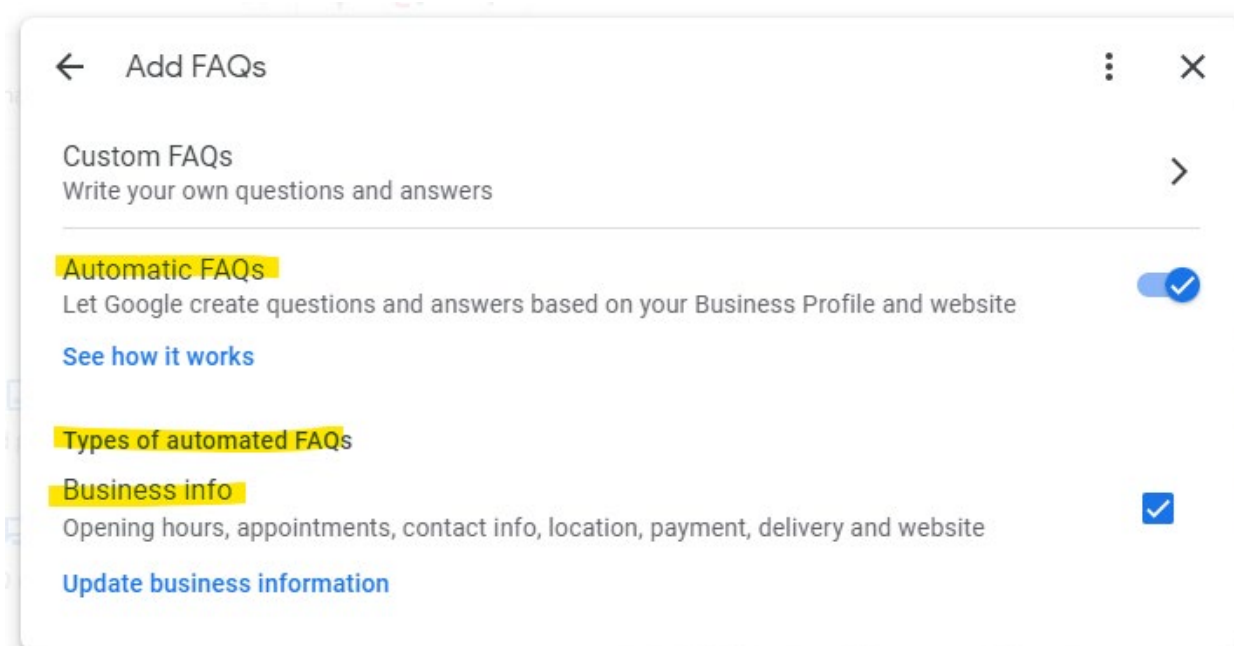 Add FAQs
Custom FAQs
Write your own questions and answers
Automatic FAQs
Let Google create questions and answers based on your Business Profile and website
See how it works
Types of automated FAQs
Business info
Opening hours, appointments, contact info, location, payment, delivery and website
Update business information